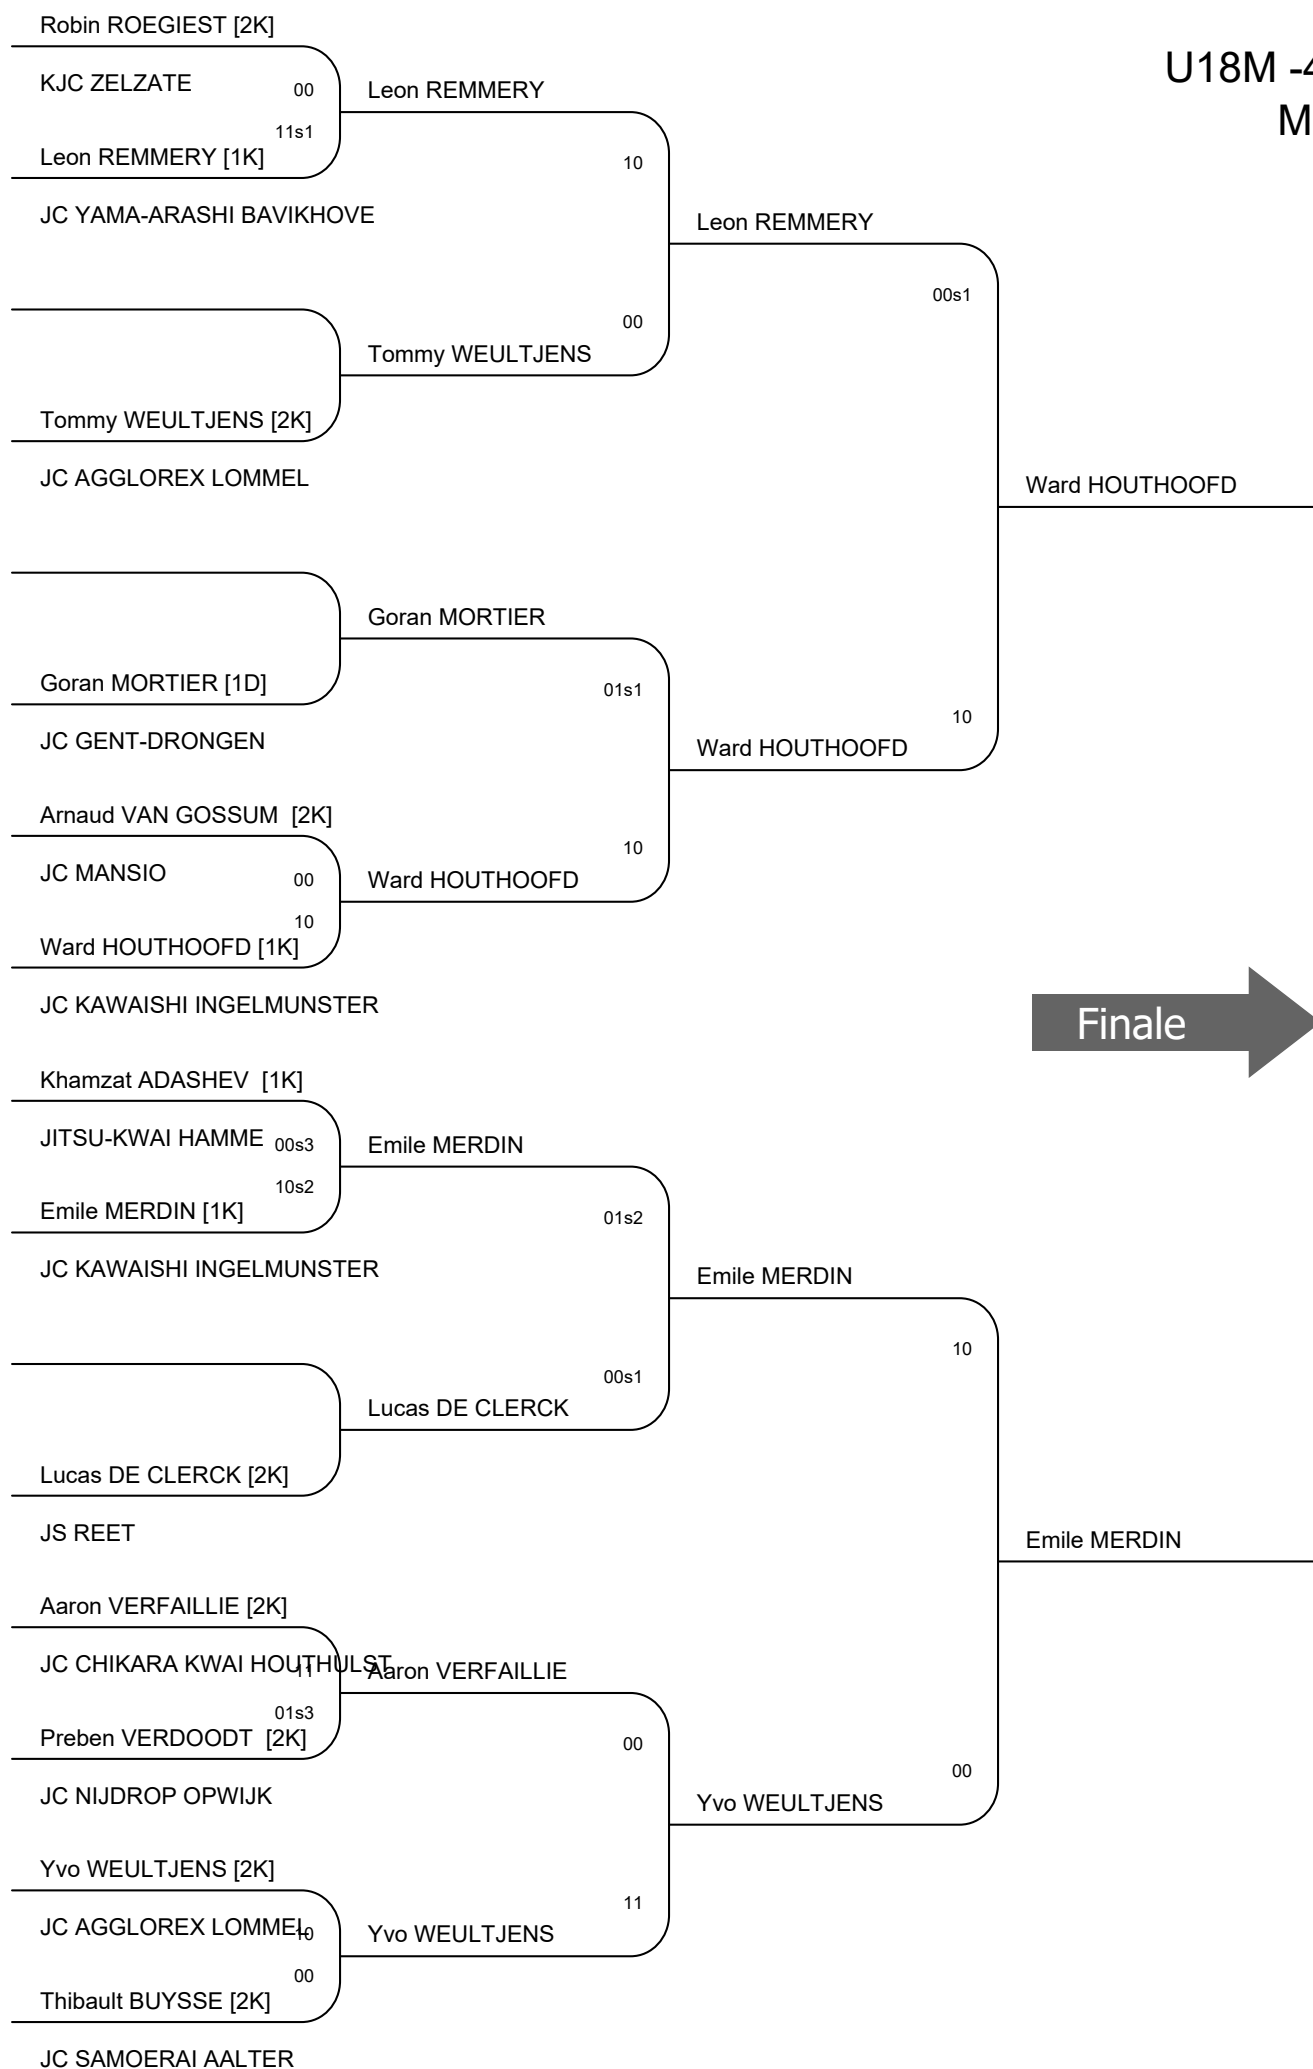 Robin ROEGIEST [2K]
KJC ZELZATE
00
11s1
Leon REMMERY [1K]
JC YAMA-ARASHI BAVIKHOVE
Tommy WEULTJENS [2K]
JC AGGLOREX LOMMEL
Goran MORTIER [1D]
JC GENT-DRONGEN
Arnaud VAN GOSSUM [2K]
JC MANSIO
00
10
Ward HOUTHOOFD [1K]
JC KAWAISHI INGELMUNSTER
Khamzat ADASHEV [1K]
JITSU-KWAI HAMME
00s3
10s2
Emile MERDIN [1K]
JC KAWAISHI INGELMUNSTER
Lucas DE CLERCK [2K]
JS REET
Aaron VERFAILLIE [2K]
JC CHIKARA KWAI HOUTHULST
11
01s3
Preben VERDOODT [2K]
JC NIJDROP OPWIJK
Yvo WEULTJENS [2K]
JC AGGLOREX LOMMEL
10
00
Thibault BUYSSE [2K]
JC SAMOERAI AALTER
Leon REMMERY
10
00
Tommy WEULTJENS
Goran MORTIER
01s1
10
Ward HOUTHOOFD
Emile MERDIN
01s2
00s1
Lucas DE CLERCK
Aaron VERFAILLIE
00
11
Yvo WEULTJENS
Leon REMMERY
00s1
10
Ward HOUTHOOFD
Emile MERDIN
10
00
Yvo WEULTJENS
U18M -4
M
Ward HOUTHOOFD
Finale
Emile MERDIN